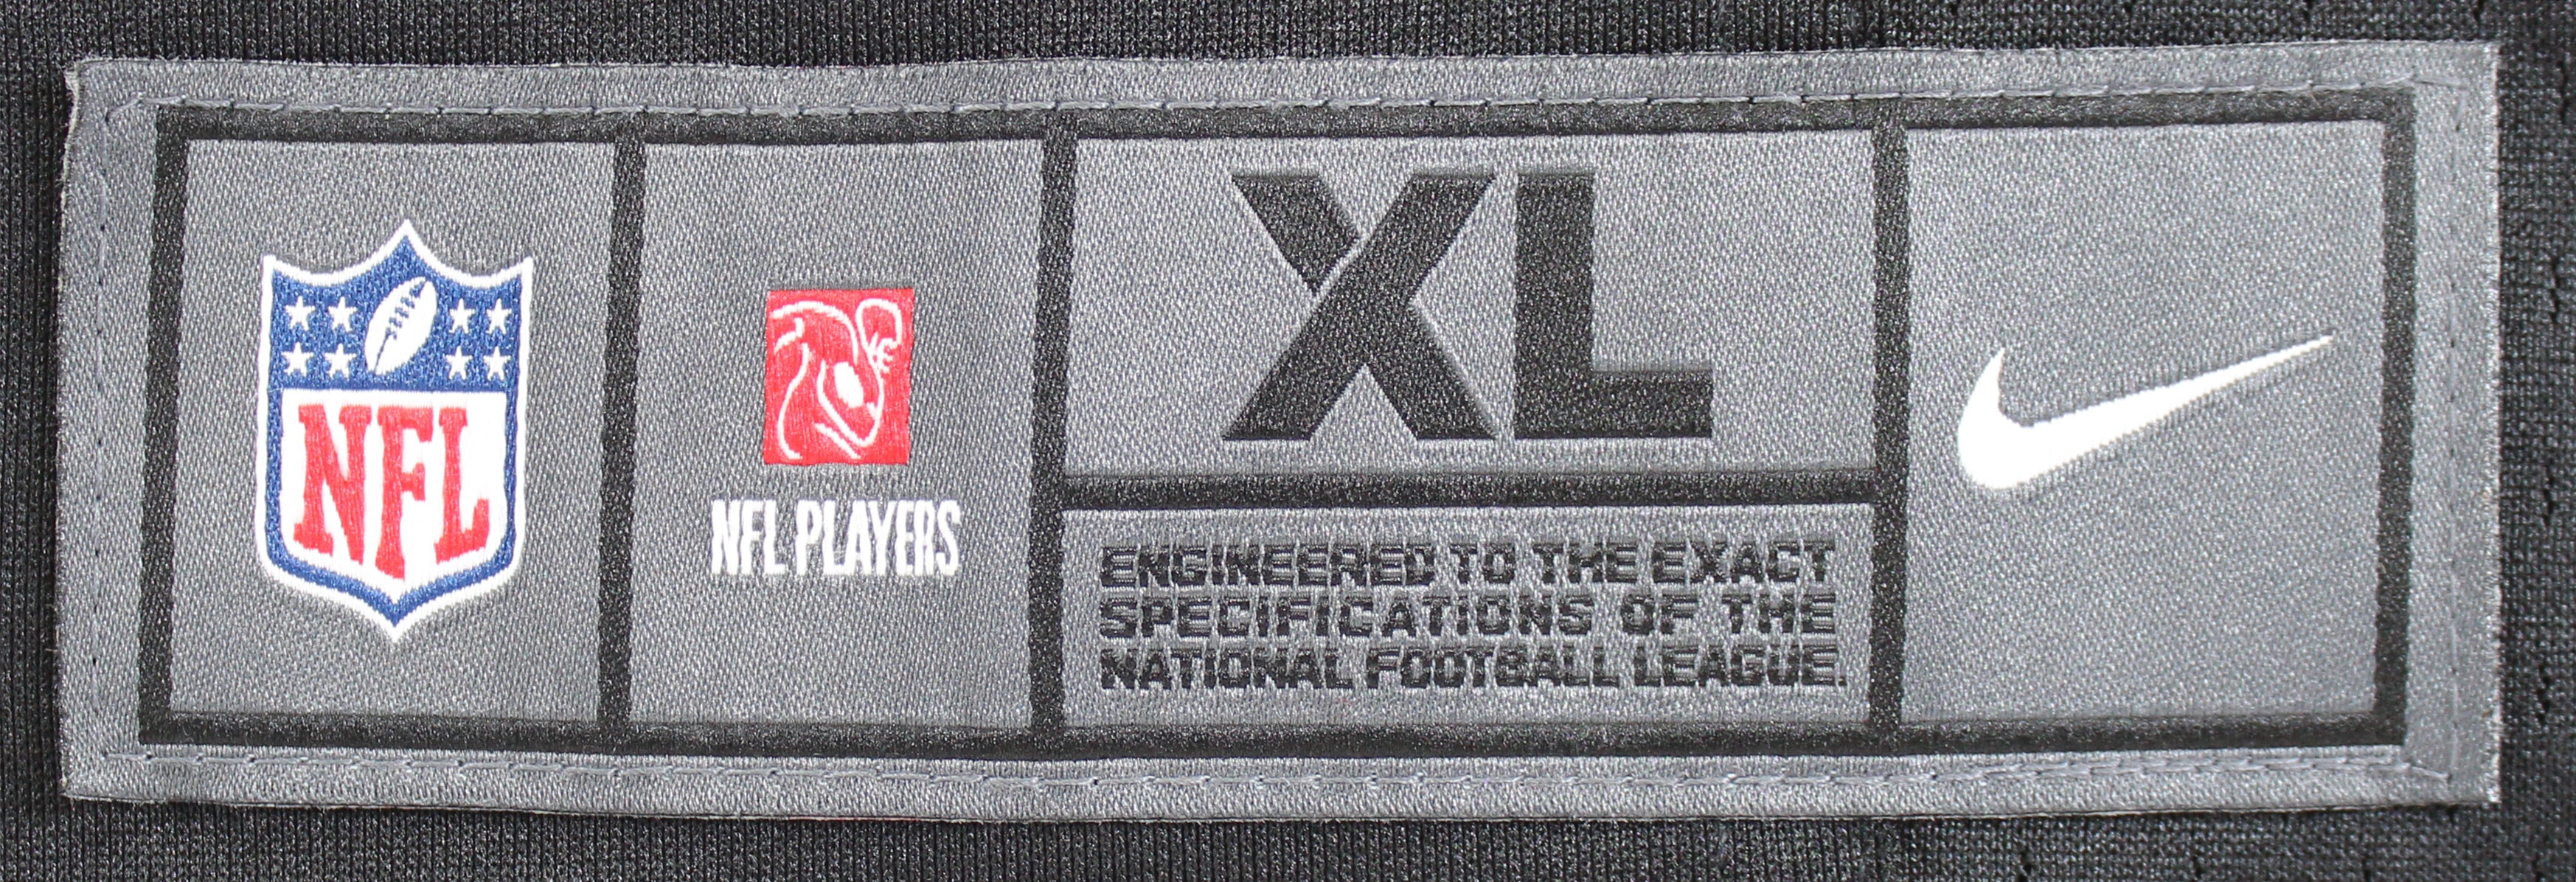 NFL
NFL PLAYERS
XL
ENGINEERED TO THE EXACT
SPECIFICATIONS OF THE
NATIONAL FOOTBALL LEAGUE.